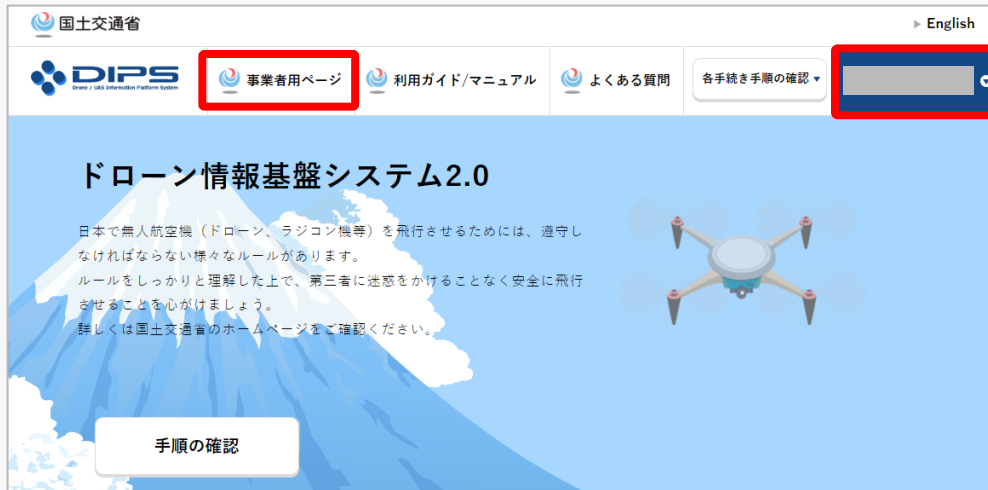 国土交通省
▶ English
DIPS
Drone / UAS Information Platform System
事業者用ページ
利用ガイド/マニュアル
よくある質問
各手続き手順の確認 ▼
ドローン情報基盤システム2.0
日本で無人航空機（ドローン、ラジコン機等）を飛行させるためには、遵守し
なければならない様々なルールがあります。
ルールをしっかりと理解した上で、第三者に迷惑をかけることなく安全に飛行
させることを心がけましょう。
詳しくは国土交通省のホームページをご確認ください。
手順の確認